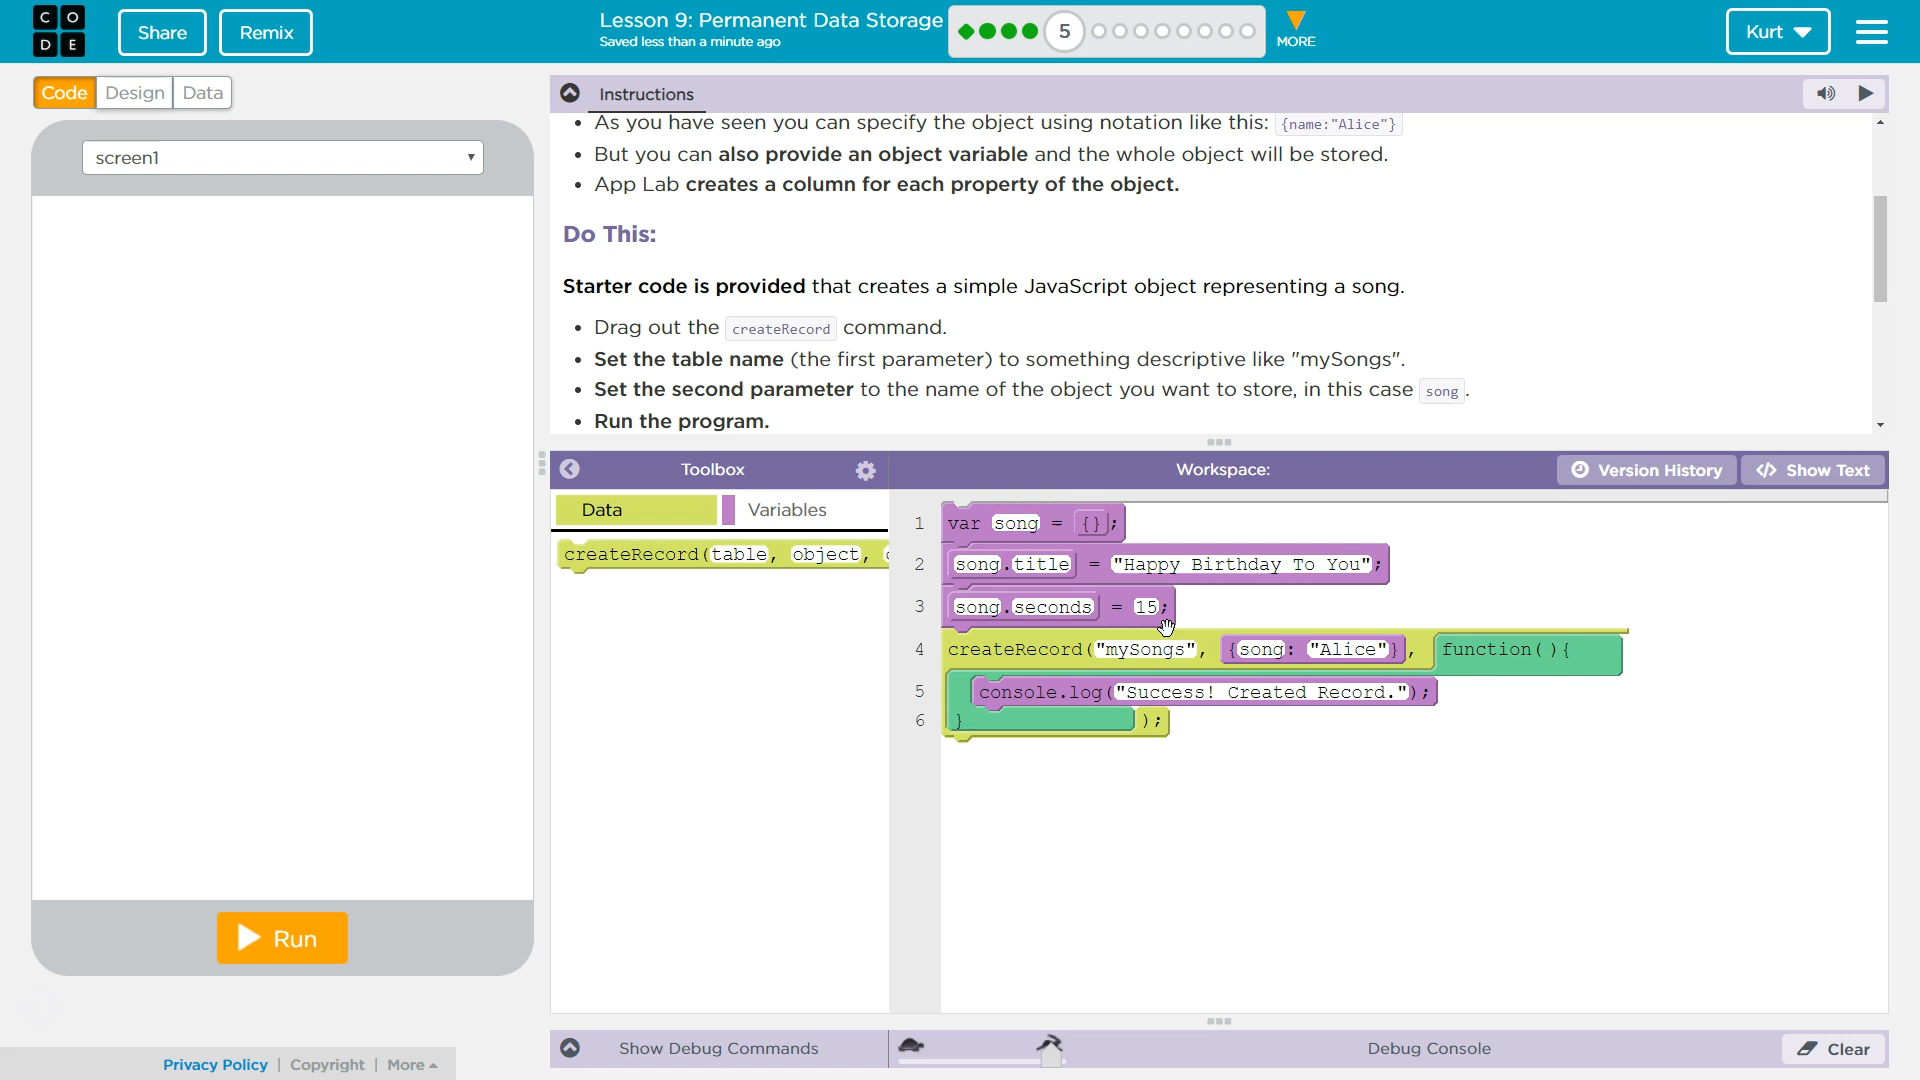 C O D E
Share
Remix
Lesson 9: Permanent Data Storage
Saved less than a minute ago
5
MORE
Kurt
Code
Design
Data
screen1
Run
Privacy Policy | Copyright | More
Instructions
As you have seen you can specify the object using notation like this: {name:"Alice"}
But you can also provide an object variable and the whole object will be stored.
App Lab creates a column for each property of the object.
Do This:
Starter code is provided that creates a simple JavaScript object representing a song.
Drag out the createRecord command.
Set the table name (the first parameter) to something descriptive like "mySongs".
Set the second parameter to the name of the object you want to store, in this case song.
Run the program.
Toolbox
Workspace:
Version History
</> Show Text
Data
Variables
createRecord(table, object,
1 var song = {};
2 song.title = "Happy Birthday To You";
3 song.seconds = 15;
4 createRecord("mySongs", {song: "Alice"}, function( ){
5 console.log("Success! Created Record.");
6 } );
Show Debug Commands
Debug Console
Clear